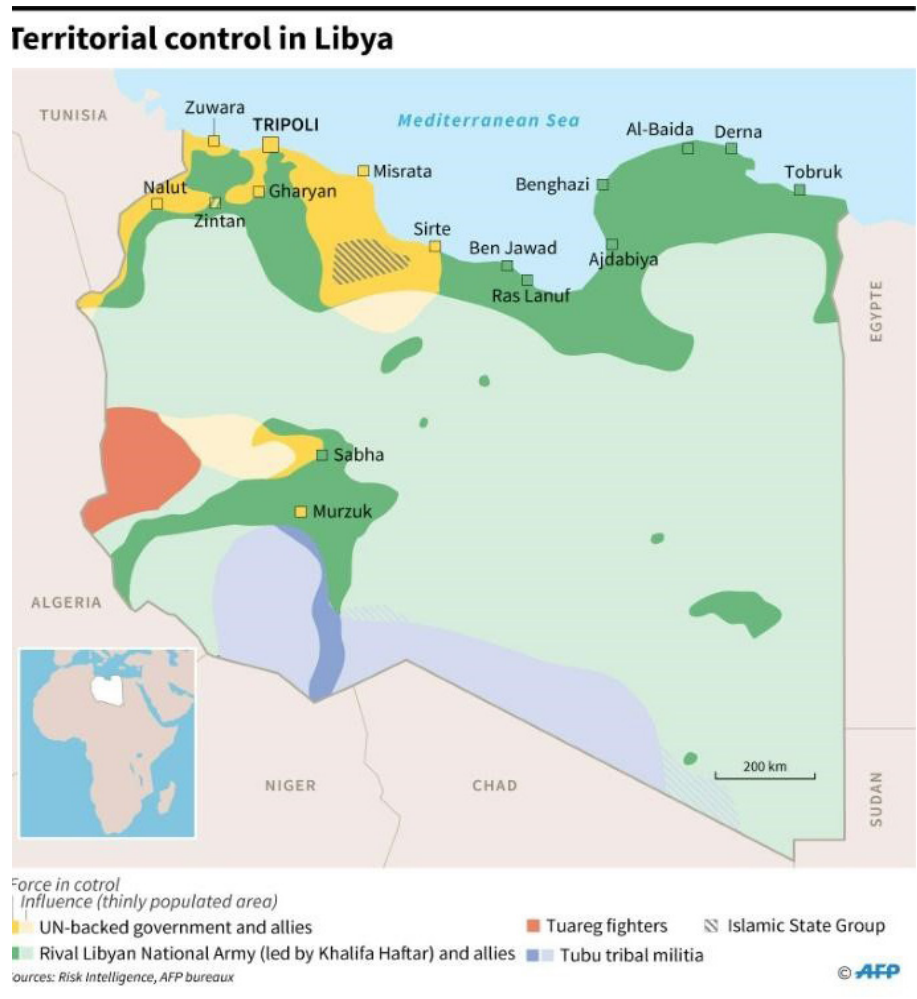 Territorial control in Libya
TUNISIA
Zuwara
TRIPOLI
Mediterranean Sea
Al-Baida
Derna
Misrata
Benghazi
Tobruk
Nalut
Gharyan
Zintan
Sirte
Ben Jawad
Ajdabiya
Ras Lanuf
EGYPTE
Sabha
Murzuk
ALGERIA
200 km
NIGER
CHAD
SUDAN
Force in cotrol
Influence (thinly populated area)
UN-backed government and allies
Tuareg fighters
Islamic State Group
Rival Libyan National Army (led by Khalifa Haftar) and allies
Tubu tribal militia
ources: Risk Intelligence, AFP bureaux
© AFP